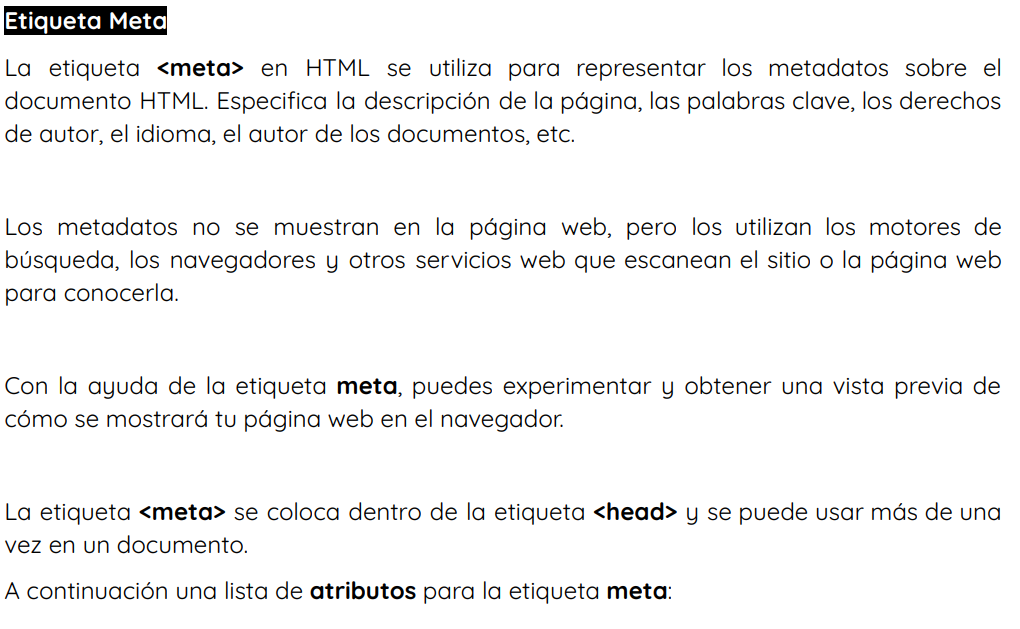 Etiqueta Meta
La etiqueta <meta> en HTML se utiliza para representar los metadatos sobre el
documento HTML. Especifica la descripción de la página, las palabras clave, los derechos
de autor, el idioma, el autor de los documentos, etc.
Los metadatos no se muestran en la página web, pero los utilizan los motores de
búsqueda, los navegadores y otros servicios web que escanean el sitio o la página web
para conocerla.
Con la ayuda de la etiqueta meta, puedes experimentar y obtener una vista previa de
cómo se mostrará tu página web en el navegador.
La etiqueta <meta> se coloca dentro de la etiqueta <head> y se puede usar más de una
vez en un documento.
A continuación una lista de atributos para la etiqueta meta: